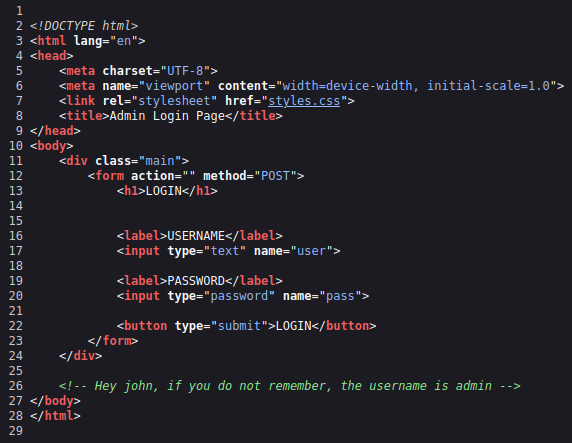 1
2 <!DOCTYPE html>
3 <html lang="en">
4 <head>
5     <meta charset="UTF-8">
6     <meta name="viewport" content="width=device-width, initial-scale=1.0">
7     <link rel="stylesheet" href="styles.css">
8     <title>Admin Login Page</title>
9 </head>
10 <body>
11     <div class="main">
12         <form action="" method="POST">
13             <h1>LOGIN</h1>
14
15
16             <label>USERNAME</label>
17             <input type="text" name="user">
18
19             <label>PASSWORD</label>
20             <input type="password" name="pass">
21
22             <button type="submit">LOGIN</button>
23         </form>
24     </div>
25
26     <!-- Hey john, if you do not remember, the username is admin -->
27 </body>
28 </html>
29